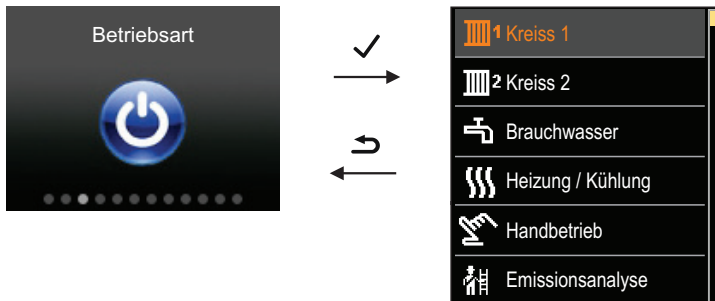 Betriebsart
1 Kreiss 1
2 Kreiss 2
Brauchwasser
Heizung / Kühlung
Handbetrieb
Emissionsanalyse